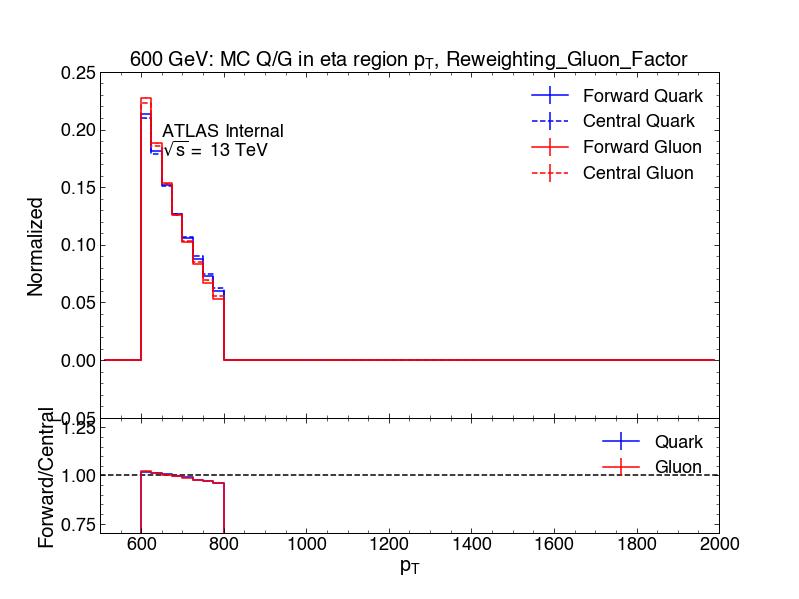 600 GeV: MC Q/G in eta region pT, Reweighting_Gluon_Factor
0.25
0.20
0.15
0.10
0.05
0.00
0.05
Normalized
ATLAS Internal
√s = 13 TeV
Forward Quark
Central Quark
Forward Gluon
Central Gluon
1.25
1.00
0.75
Forward/Central
Quark
Gluon
600 800 1000 1200 1400 1600 1800 2000
pT